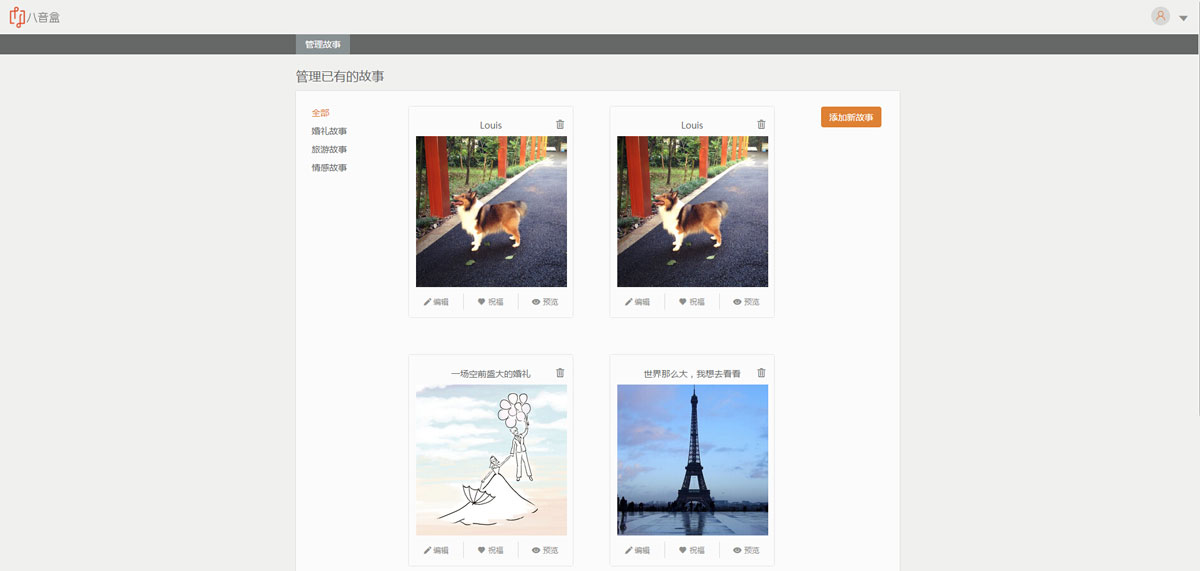 八音盒
管理故事
管理已有的故事
全部
婚礼故事
旅游故事
情感故事
Louis
Louis
添加新故事
编辑 祝福 预览
编辑 祝福 预览
一场空前盛大的婚礼
世界那么大，我想去看看
编辑 祝福 预览
编辑 祝福 预览